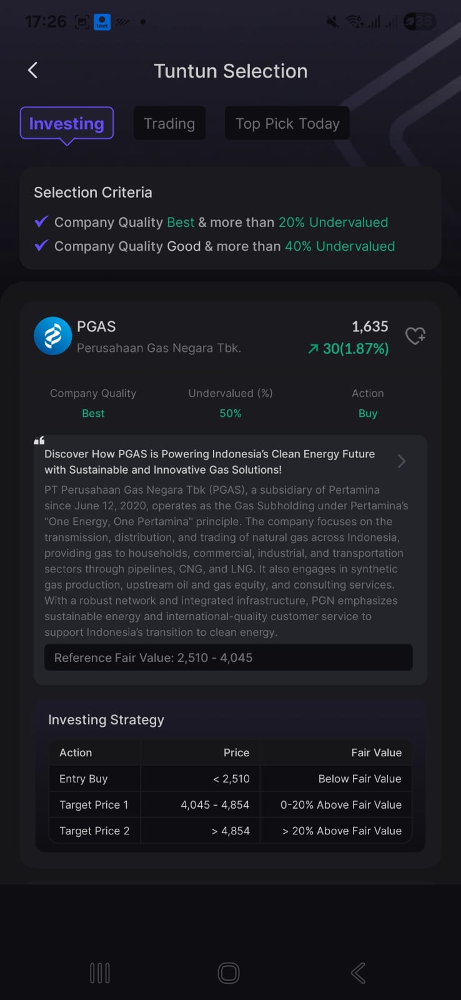 17:26
tiket
38
Tuntun Selection
Investing
Trading
Top Pick Today
Selection Criteria
Company Quality Best & more than 20% Undervalued
Company Quality Good & more than 40% Undervalued
PGAS
1,635
Perusahaan Gas Negara Tbk.
30(1.87%)
Company Quality
Undervalued (%)
Action
Best
50%
Buy
Discover How PGAS is Powering Indonesia's Clean Energy Future
with Sustainable and Innovative Gas Solutions!
PT Perusahaan Gas Negara Tbk (PGAS), a subsidiary of Pertamina
since June 12, 2020, operates as the Gas Subholding under Pertamina's
"One Energy, One Pertamina" principle. The company focuses on the
transmission, distribution, and trading of natural gas across Indonesia,
providing gas to households, commercial, industrial, and transportation
sectors through pipelines, CNG, and LNG. It also engages in synthetic
gas production, upstream oil and gas equity, and consulting services.
With a robust network and integrated infrastructure, PGN emphasizes
sustainable energy and international-quality customer service to
support Indonesia's transition to clean energy.
Reference Fair Value: 2,510 - 4,045
Investing Strategy
Action Price Fair Value
Entry Buy < 2,510 Below Fair Value
Target Price 1 4,045 - 4,854 0-20% Above Fair Value
Target Price 2 > 4,854 > 20% Above Fair Value